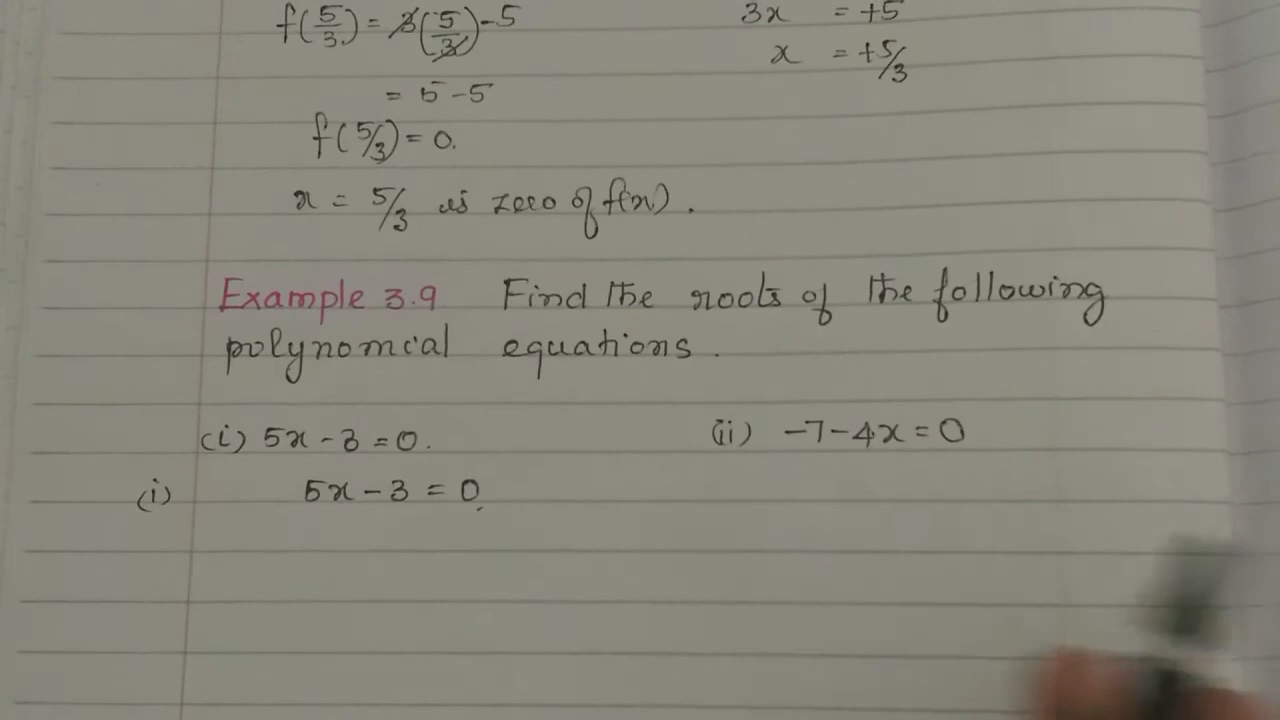 f(5/3) = 3(5/3) - 5
3x = +5
x = +5/3
= 5 - 5
f(5/3) = 0.
x = 5/3 is zero of f(x).
Example 3.9 Find the roots of the following
polynomial equations.
(i) 5x - 3 = 0. (ii) -7 - 4x = 0
(i) 5x - 3 = 0